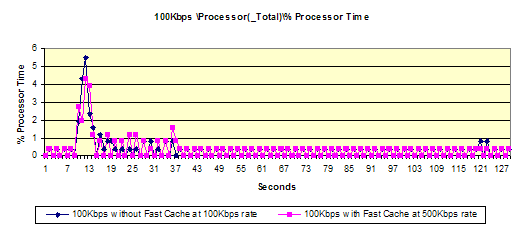 100Kbps \Processor(_Total)\% Processor Time
% Processor Time
6
5
4
3
2
1
0
1 7 13 19 25 31 37 43 49 55 61 67 73 79 85 91 97 103 109 115 121 127
Seconds
100Kbps without Fast Cache at 100Kbps rate
100Kbps with Fast Cache at 500Kbps rate